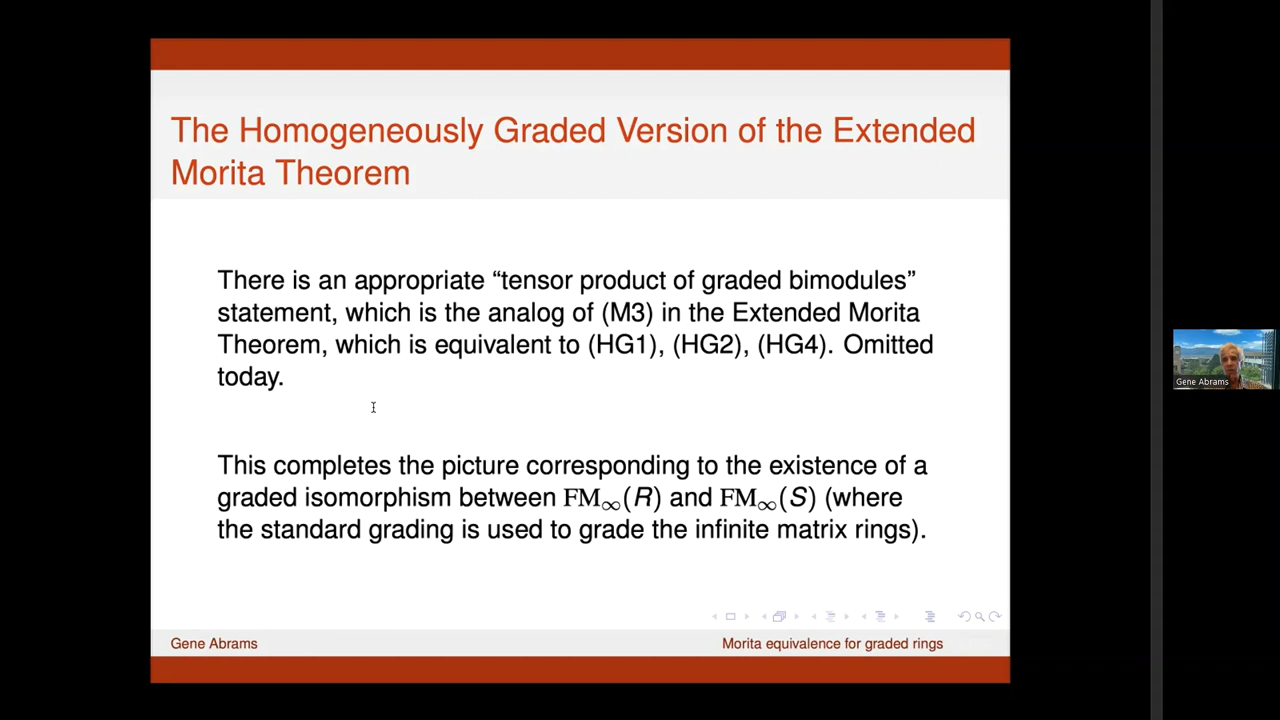 The Homogeneously Graded Version of the Extended
Morita Theorem
There is an appropriate “tensor product of graded bimodules”
statement, which is the analog of (M3) in the Extended Morita
Theorem, which is equivalent to (HG1), (HG2), (HG4). Omitted
today.
This completes the picture corresponding to the existence of a
graded isomorphism between FM∞(R) and FM∞(S) (where
the standard grading is used to grade the infinite matrix rings).
Gene Abrams
Morita equivalence for graded rings
Gene Abrams